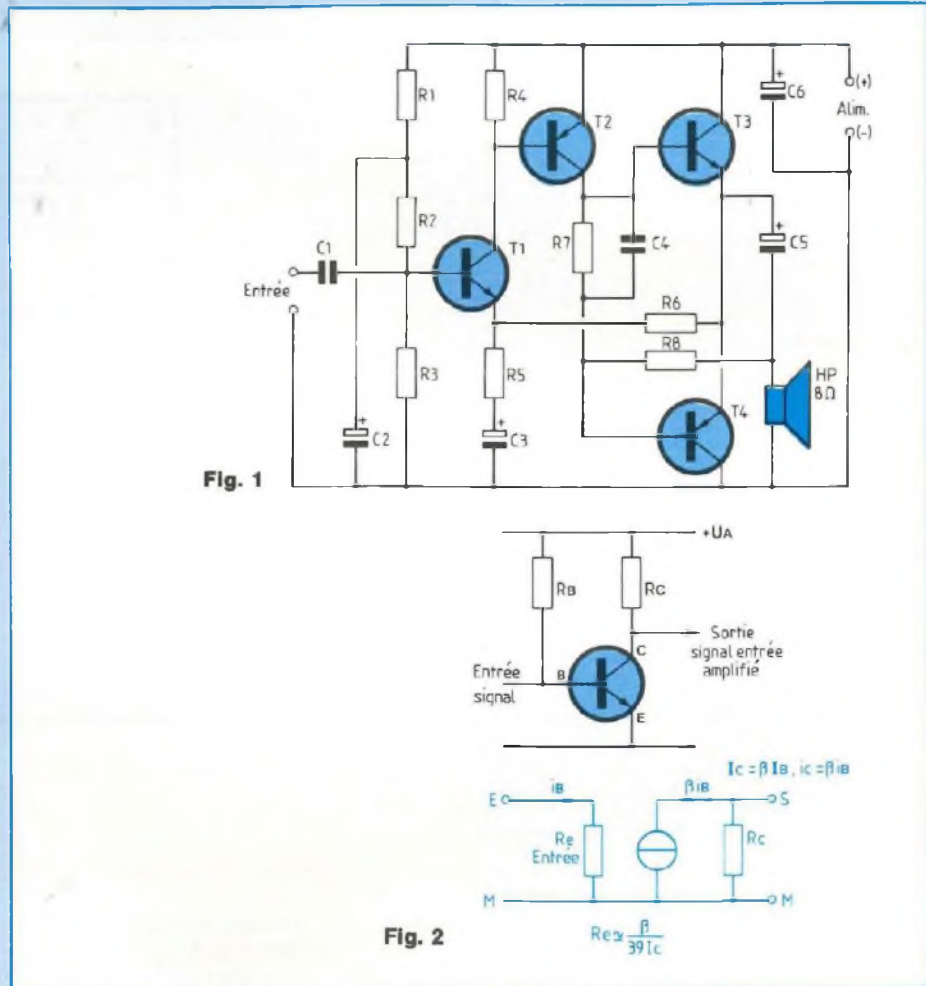 R1
R4
T2
T3
C6
(+)
Alim.
(-)
R2
R7
C4
C5
C1
T1
Entrée
R6
R8
R3
R5
HP
8Ω
T4
C2
C3
Fig. 1
+UA
RB
RC
Sortie
signal entrée
amplifié
C
Entrée
signal
B
E
Ic = βIB, ic = βiB
E
iB
βiB
S
Re
Entrée
Rc
M
M
Re≃ β
39Ic
Fig. 2